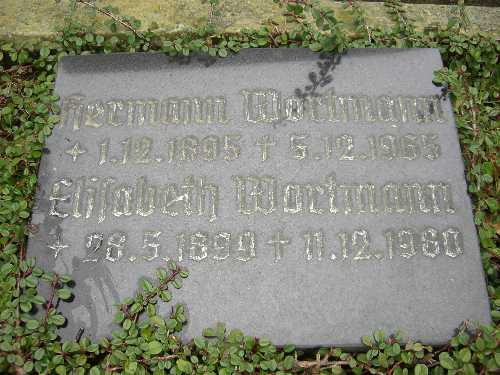 Hermann Wortmann
* 1.12.1895 † 5.12.1965
Elisabeth Wortmann
* 28.5.1899 † 11.12.1980